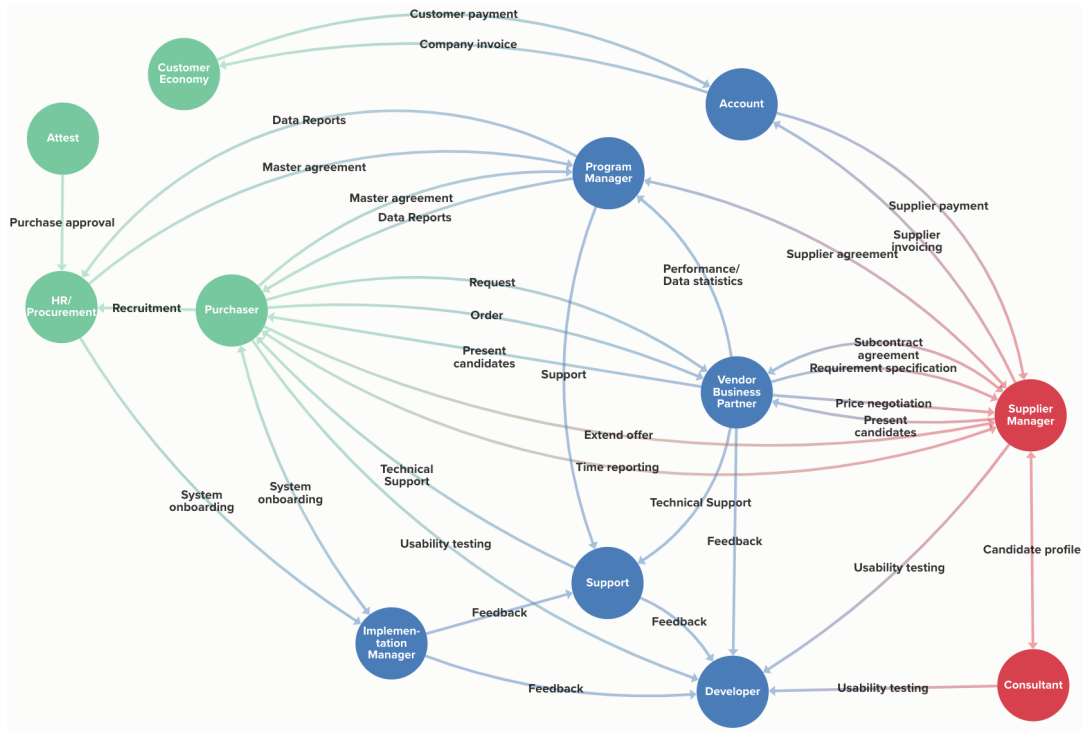 Customer payment
Company invoice
Customer
Economy
Account
Attest
Data Reports
Program
Manager
Master agreement
Master agreement
Data Reports
Purchase approval
Supplier payment
Supplier
invoicing
Supplier agreement
Performance/
Data statistics
Request
HR/
Procurement
Recruitment
Purchaser
Order
Present
candidates
Support
Subcontract
agreement
Requirement specification
Vendor
Business
Partner
Price negotiation
Present
candidates
Supplier
Manager
Extend offer
Time reporting
Technical
Support
System
onboarding
System
onboarding
Technical Support
Feedback
Usability testing
Candidate profile
Usability testing
Support
Feedback
Feedback
Implemen-
tation
Manager
Feedback
Developer
Usability testing
Consultant